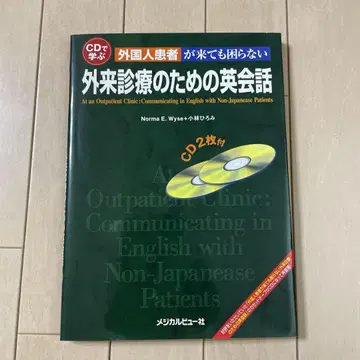 CDで
学ぶ
外国人患者が来ても困らない
外来診療のための英会話
At an Outpatient Clinic: Communicating in English with Non-Japanese Patients
Norma E. Wyse+小林ひろみ
CD2枚付
At an
Outpatient Clinic:
Communicating in
English with
Non-Japanease
Patients
メジカルビュー社